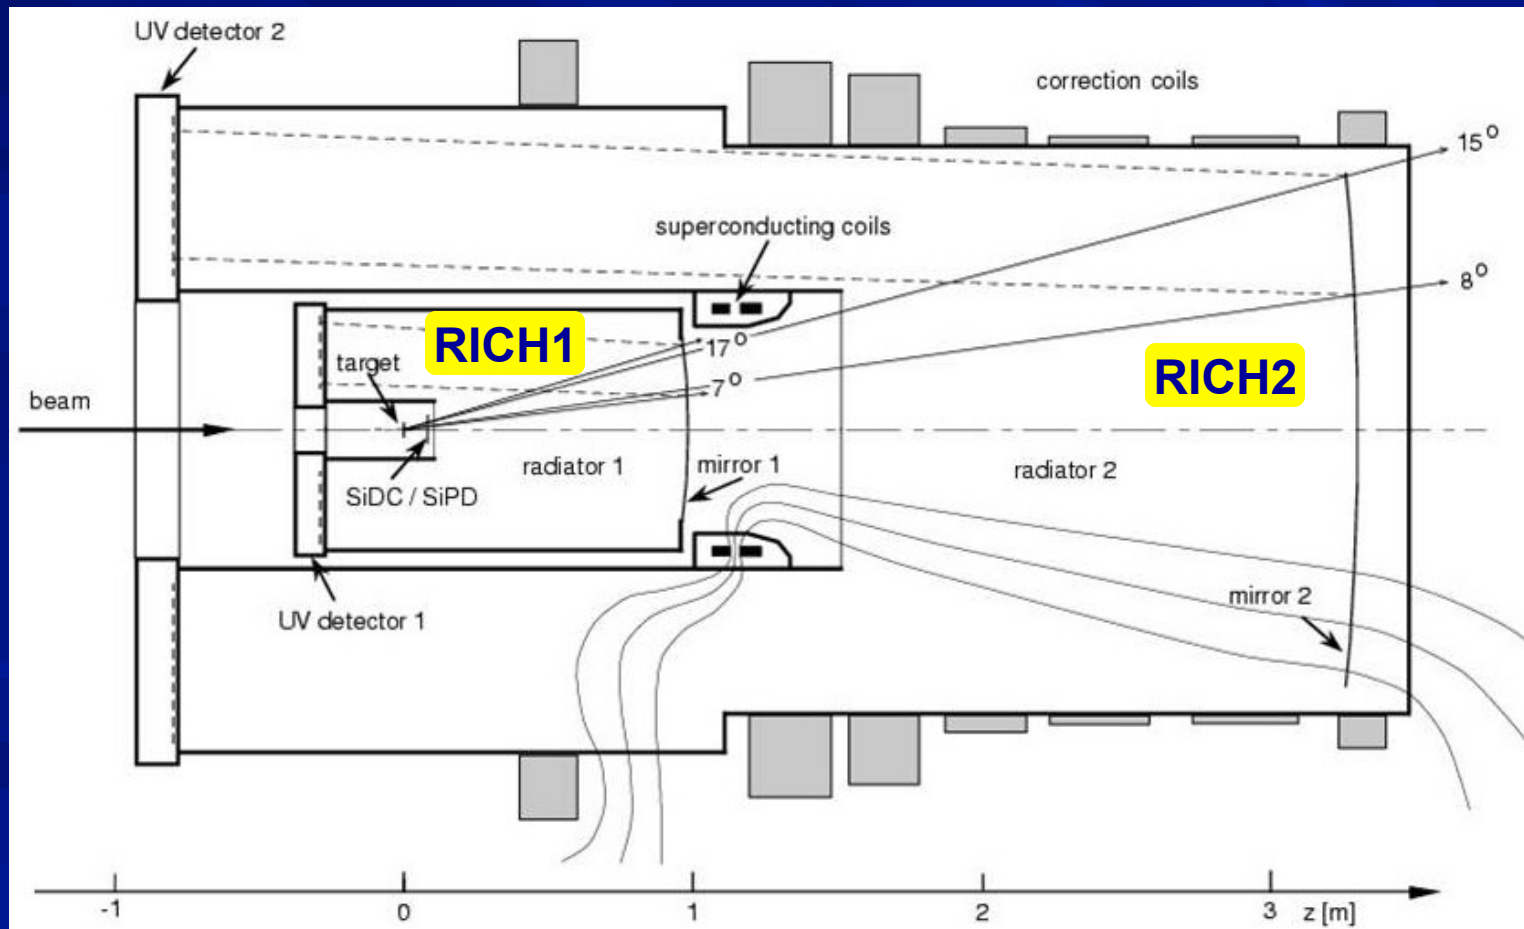 UV detector 2
correction coils
15°
superconducting coils
8°
RICH1
17°
target
7°
RICH2
beam
radiator 1
mirror 1
radiator 2
SiDC / SiPD
mirror 2
UV detector 1
-1 0 1 2 3 z [m]